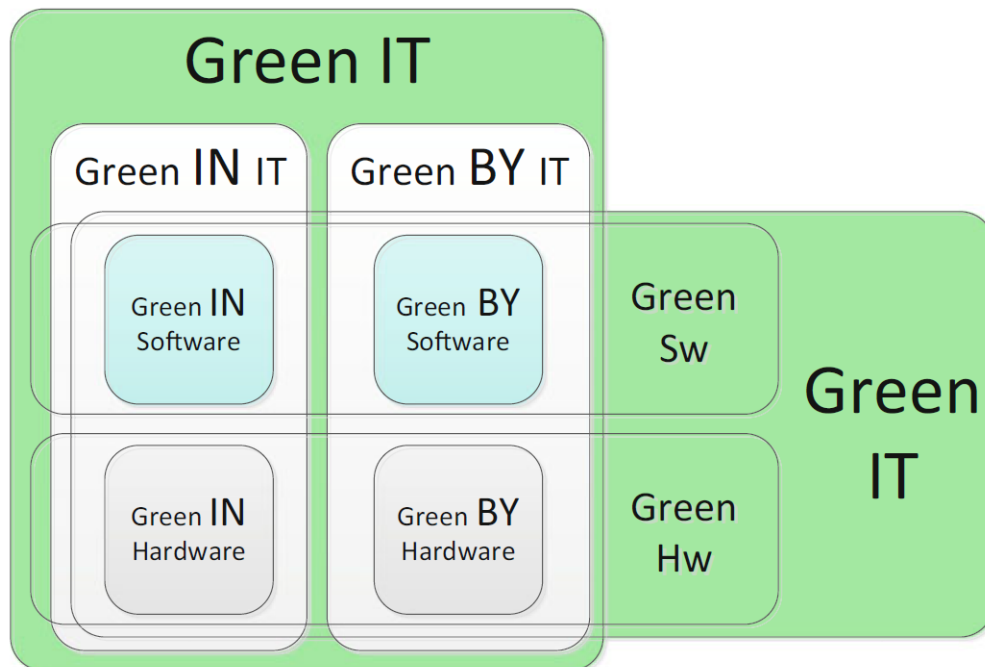 Green IT
Green IN IT
Green BY IT
Green IN
Software
Green BY
Software
Green
Sw
Green
IT
Green IN
Hardware
Green BY
Hardware
Green
Hw